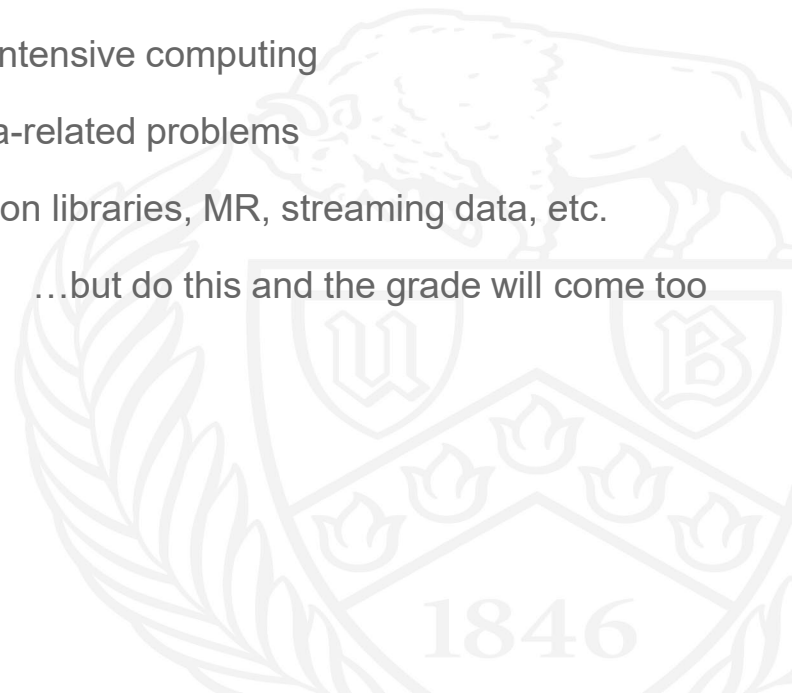 ntensive computing
a-related problems
on libraries, MR, streaming data, etc.
…but do this and the grade will come too
U B
1846